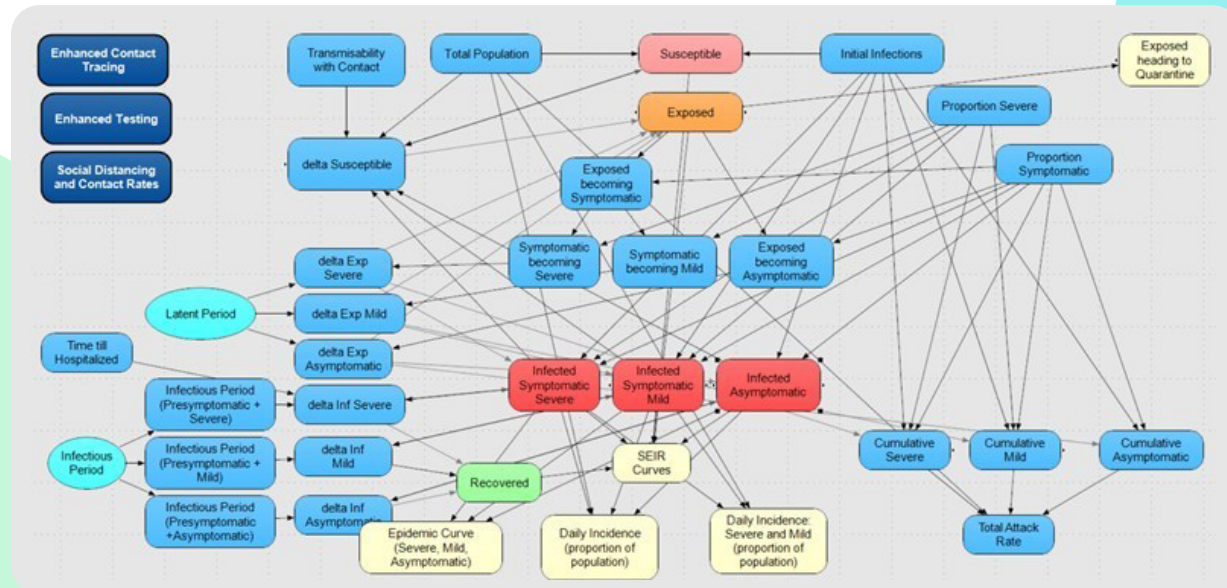 Enhanced Contact
Tracing
Transmisability
with Contact
Total Population
Susceptible
Initial Infections
Exposed
heading to
Quarantine
Enhanced Testing
Exposed
Proportion Severe
Social Distancing
and Contact Rates
delta Susceptible
Exposed
becoming
Symptomatic
Proportion
Symptomatic
delta Exp
Severe
Symptomatic
becoming
Severe
Symptomatic
becoming Mild
Exposed
becoming
Asymptomatic
Latent Period
delta Exp Mild
Time till
Hospitalized
delta Exp
Asymptomatic
Infected
Symptomatic
Severe
Infected
Symptomatic
Mild
Infected
Asymptomatic
Infectious Period
(Presymptomatic +
Severe)
delta Inf Severe
Infectious
Period
Infectious Period
(Presymptomatic +
Mild)
delta Inf
Mild
Recovered
SEIR
Curves
Cumulative
Severe
Cumulative
Mild
Cumulative
Asymptomatic
Infectious Period
(Presymptomatic
+Asymptomatic)
delta Inf
Asymptomatic
Epidemic Curve
(Severe, Mild,
Asymptomatic)
Daily Incidence
(proportion of
population)
Daily Incidence:
Severe and Mild
(proportion of
population)
Total Attack
Rate